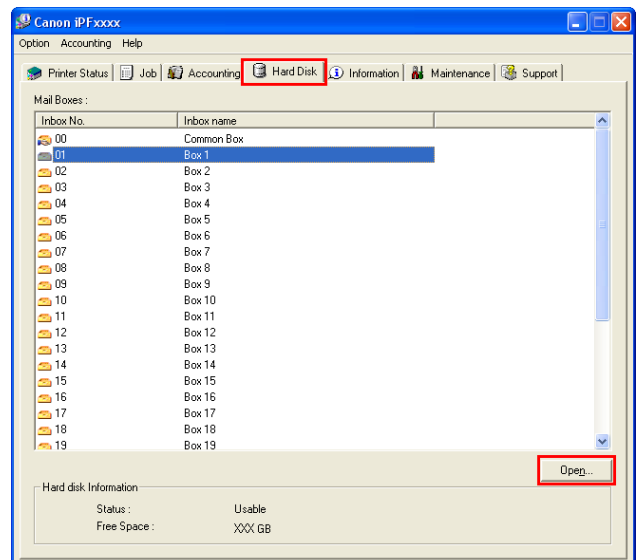 Canon iPFxxxx
Option Accounting Help
Printer Status Job Accounting Hard Disk Information Maintenance Support
Mail Boxes :
Inbox No. Inbox name
00 Common Box
01 Box 1
02 Box 2
03 Box 3
04 Box 4
05 Box 5
06 Box 6
07 Box 7
08 Box 8
09 Box 9
10 Box 10
11 Box 11
12 Box 12
13 Box 13
14 Box 14
15 Box 15
16 Box 16
17 Box 17
18 Box 18
19 Box 19
Open...
Hard disk Information
Status : Usable
Free Space : XXX GB